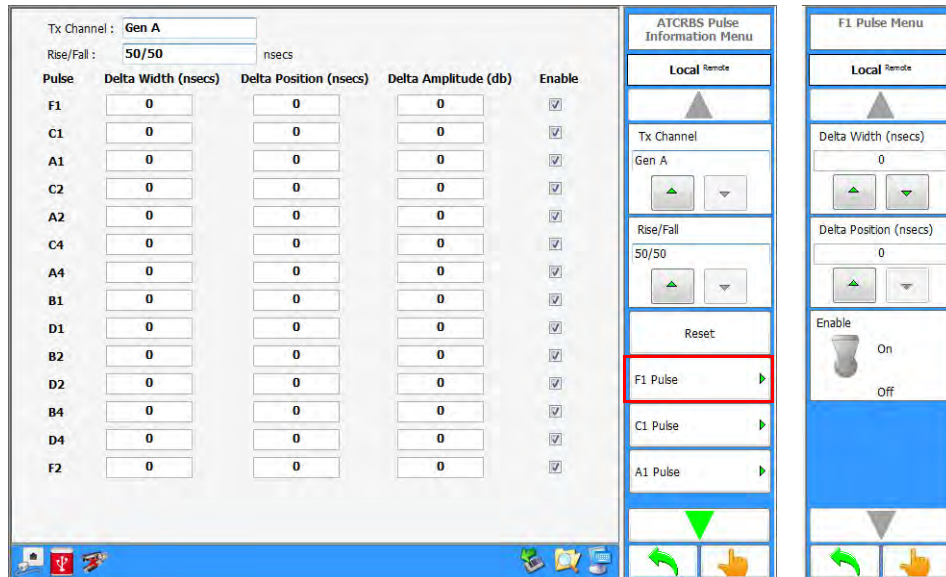 Tx Channel : Gen A
Rise/Fall : 50/50 nsecs
Pulse Delta Width (nsecs) Delta Position (nsecs) Delta Amplitude (db) Enable
F1 0 0 0
C1 0 0 0
A1 0 0 0
C2 0 0 0
A2 0 0 0
C4 0 0 0
A4 0 0 0
B1 0 0 0
D1 0 0 0
B2 0 0 0
D2 0 0 0
B4 0 0 0
D4 0 0 0
F2 0 0 0
ATCRBS Pulse
Information Menu
Local Remote
Tx Channel
Gen A
Rise/Fall
50/50
Reset
F1 Pulse
C1 Pulse
A1 Pulse
F1 Pulse Menu
Local Remote
Delta Width (nsecs)
0
Delta Position (nsecs)
0
Enable
On
Off